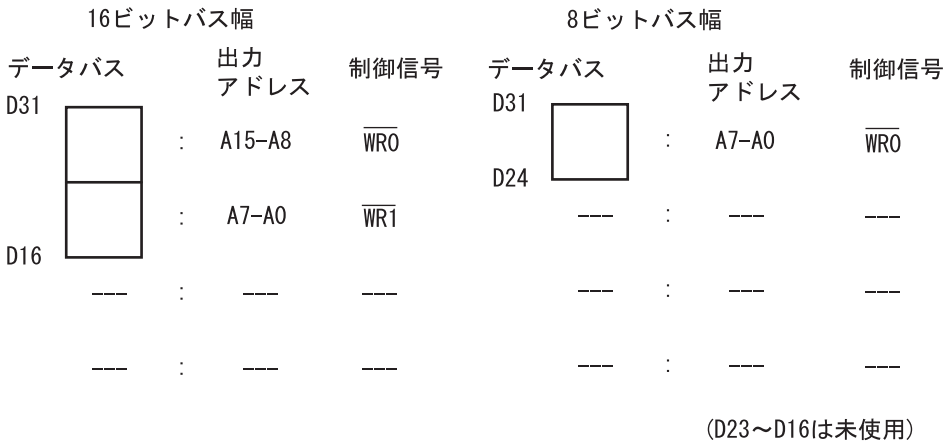 16ビットバス幅 8ビットバス幅
データバス 出力アドレス 制御信号 データバス 出力アドレス 制御信号
D31 : A15-A8 WR0 D31 : A7-A0 WR0
D24
: A7-A0 WR1 --- : --- ---
D16
--- : --- --- --- : --- ---
--- : --- --- --- : --- ---
(D23～D16は未使用)